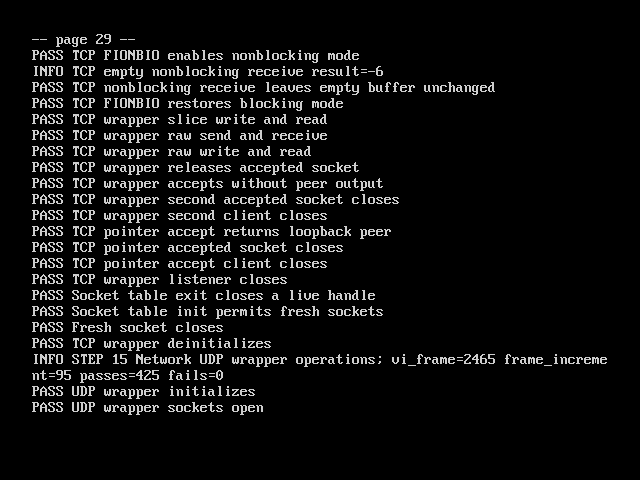 -- page 29 --
PASS TCP FIONBIO enables nonblocking mode
INFO TCP empty nonblocking receive result=-6
PASS TCP nonblocking receive leaves empty buffer unchanged
PASS TCP FIONBIO restores blocking mode
PASS TCP wrapper slice write and read
PASS TCP wrapper raw send and receive
PASS TCP wrapper raw write and read
PASS TCP wrapper releases accepted socket
PASS TCP wrapper accepts without peer output
PASS TCP wrapper second accepted socket closes
PASS TCP wrapper second client closes
PASS TCP pointer accept returns loopback peer
PASS TCP pointer accepted socket closes
PASS TCP pointer accept client closes
PASS TCP wrapper listener closes
PASS Socket table exit closes a live handle
PASS Socket table init permits fresh sockets
PASS Fresh socket closes
PASS TCP wrapper deinitializes
INFO STEP 15 Network UDP wrapper operations; vi_frame=2465 frame_increme
nt=95 passes=425 fails=0
PASS UDP wrapper initializes
PASS UDP wrapper sockets open